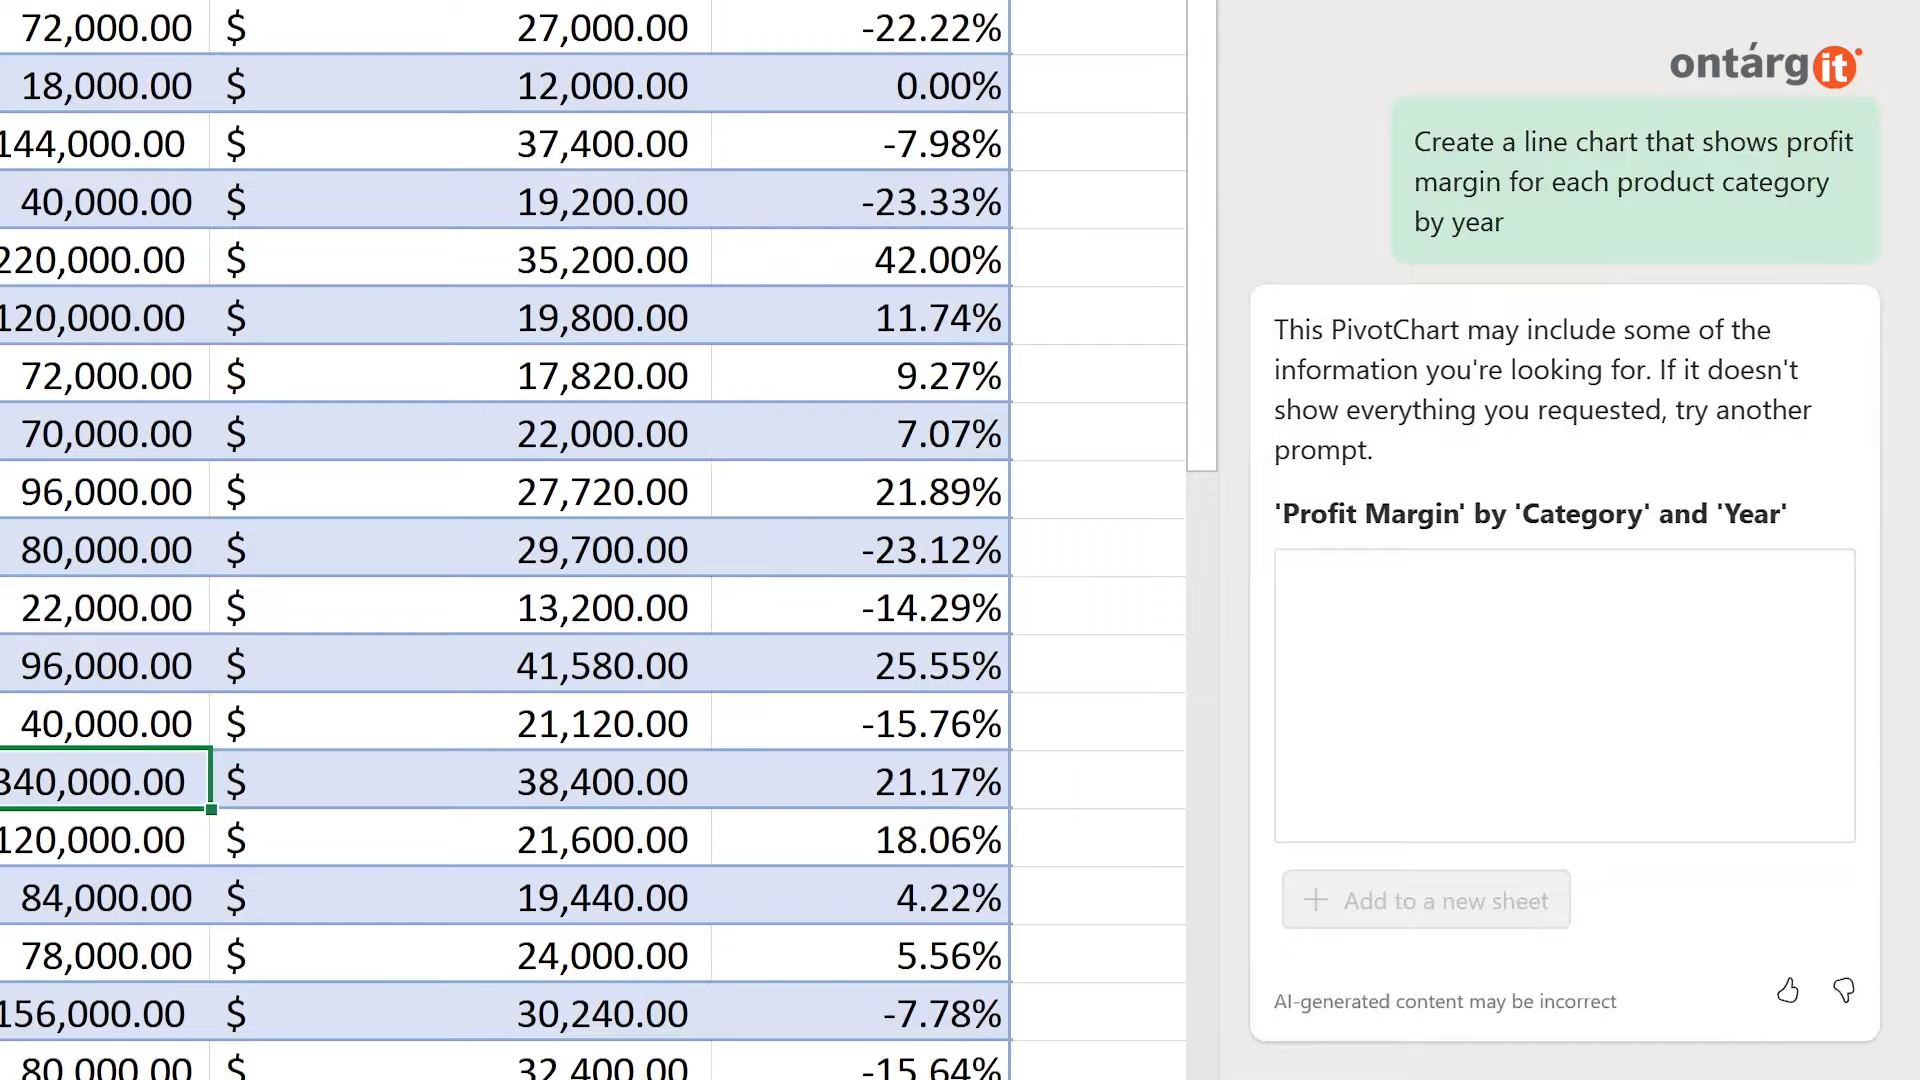 72,000.00 $ 27,000.00 -22.22%
18,000.00 $ 12,000.00 0.00%
144,000.00 $ 37,400.00 -7.98%
40,000.00 $ 19,200.00 -23.33%
220,000.00 $ 35,200.00 42.00%
120,000.00 $ 19,800.00 11.74%
72,000.00 $ 17,820.00 9.27%
70,000.00 $ 22,000.00 7.07%
96,000.00 $ 27,720.00 21.89%
80,000.00 $ 29,700.00 -23.12%
22,000.00 $ 13,200.00 -14.29%
96,000.00 $ 41,580.00 25.55%
40,000.00 $ 21,120.00 -15.76%
340,000.00 $ 38,400.00 21.17%
120,000.00 $ 21,600.00 18.06%
84,000.00 $ 19,440.00 4.22%
78,000.00 $ 24,000.00 5.56%
156,000.00 $ 30,240.00 -7.78%
80,000.00 $ 32,400.00 -15.64%
ontárgit
Create a line chart that shows profit
margin for each product category
by year
This PivotChart may include some of the
information you're looking for. If it doesn't
show everything you requested, try another
prompt.
'Profit Margin' by 'Category' and 'Year'
+ Add to a new sheet
AI-generated content may be incorrect